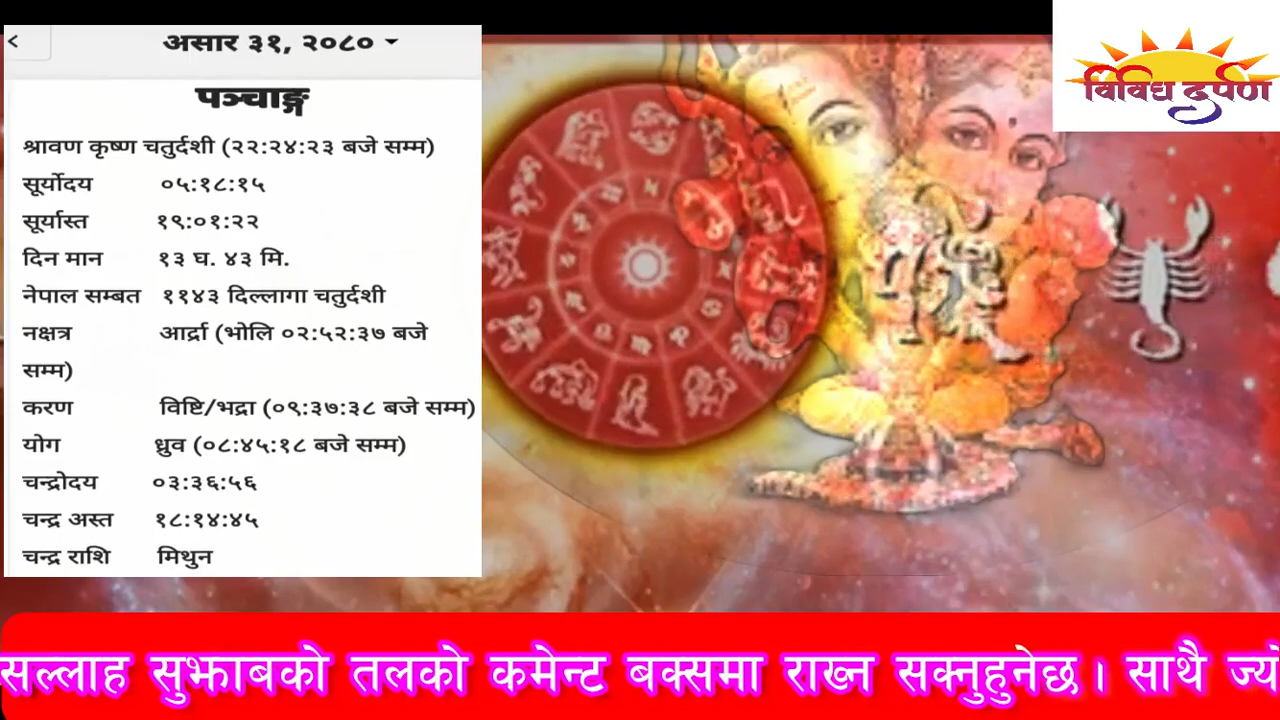 असार ३१, २०८०
विविध दर्पण
पञ्चाङ्ग
श्रावण कृष्ण चतुर्दशी (२२:२४:२३ बजे सम्म)
सूर्योदय ०५:१८:१५
सूर्यास्त १९:०१:२२
दिन मान १३ घ. ४३ मि.
नेपाल सम्बत ११४३ दिल्लागा चतुर्दशी
नक्षत्र आर्द्रा (भोलि ०२:५२:३७ बजे
सम्म)
करण विष्टि/भद्रा (०९:३७:३८ बजे सम्म)
योग ध्रुव (०८:४५:१८ बजे सम्म)
चन्द्रोदय ०३:३६:५६
चन्द्र अस्त १८:१४:४५
चन्द्र राशि मिथुन
सल्लाह सुझाबको तलको कमेन्ट बक्समा राख्न सक्नुहुनेछ। साथै